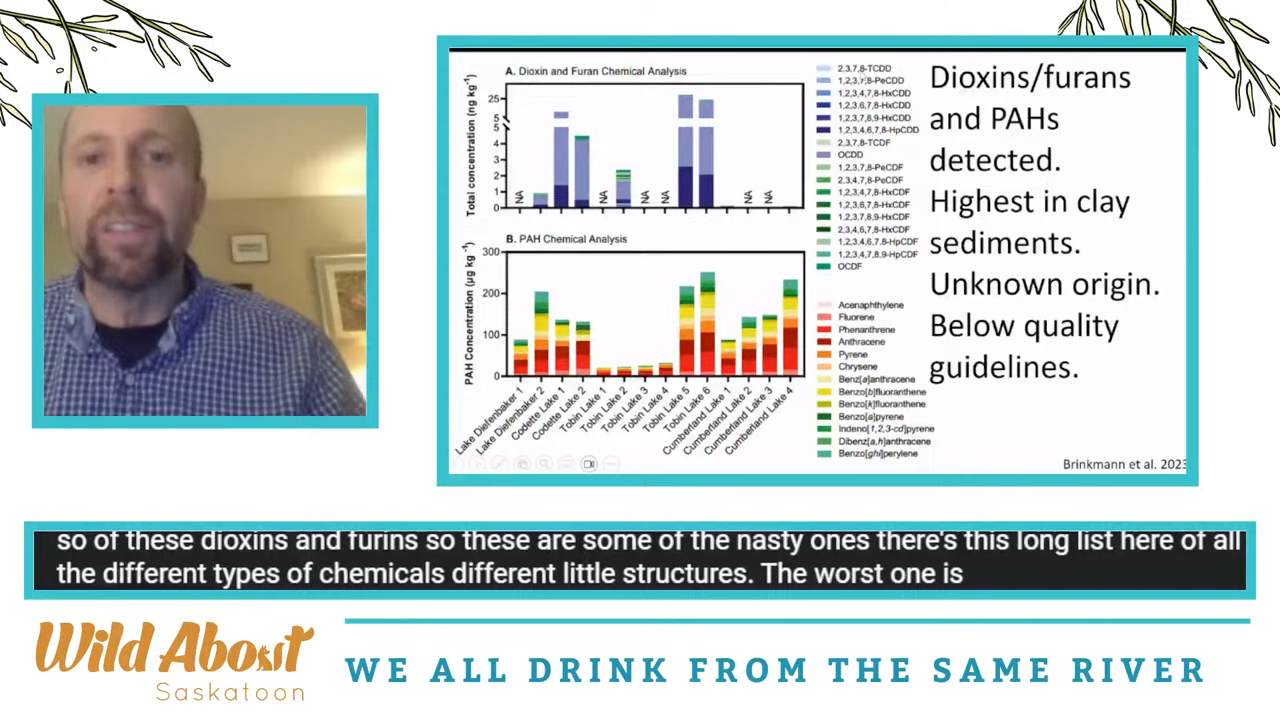 A. Dioxin and Furan Chemical Analysis
Total concentration (ng kg⁻¹)
25
5
5
4
3
2
1
0
NA
NA
NA
NA
NA
NA
2,3,7,8-TCDD
1,2,3,7,8-PeCDD
1,2,3,4,7,8-HxCDD
1,2,3,6,7,8-HxCDD
1,2,3,7,8,9-HxCDD
1,2,3,4,6,7,8-HpCDD
2,3,7,8-TCDF
OCDD
1,2,3,7,8-PeCDF
2,3,4,7,8-PeCDF
1,2,3,4,7,8-HxCDF
1,2,3,6,7,8-HxCDF
1,2,3,7,8,9-HxCDF
2,3,4,6,7,8-HxCDF
1,2,3,4,6,7,8-HpCDF
1,2,3,4,7,8,9-HpCDF
OCDF
B. PAH Chemical Analysis
PAH Concentration (µg kg⁻¹)
300
200
100
0
Lake Diefenbaker 1
Lake Diefenbaker 2
Codette Lake 1
Codette Lake 2
Tobin Lake 1
Tobin Lake 2
Tobin Lake 3
Tobin Lake 4
Tobin Lake 5
Tobin Lake 6
Cumberland Lake 1
Cumberland Lake 2
Cumberland Lake 3
Cumberland Lake 4
Acenaphthylene
Fluorene
Phenanthrene
Anthracene
Pyrene
Chrysene
Benz[a]anthracene
Benzo[b]fluoranthene
Benzo[k]fluoranthene
Benzo[a]pyrene
Indeno[1,2,3-cd]pyrene
Dibenz[a,h]anthracene
Benzo[ghi]perylene
Dioxins/furans
and PAHs
detected.
Highest in clay
sediments.
Unknown origin.
Below quality
guidelines.
Brinkmann et al. 2023
so of these dioxins and furins so these are some of the nasty ones there's this long list here of all
the different types of chemicals different little structures. The worst one is
Wild About
Saskatoon
WE ALL DRINK FROM THE SAME RIVER